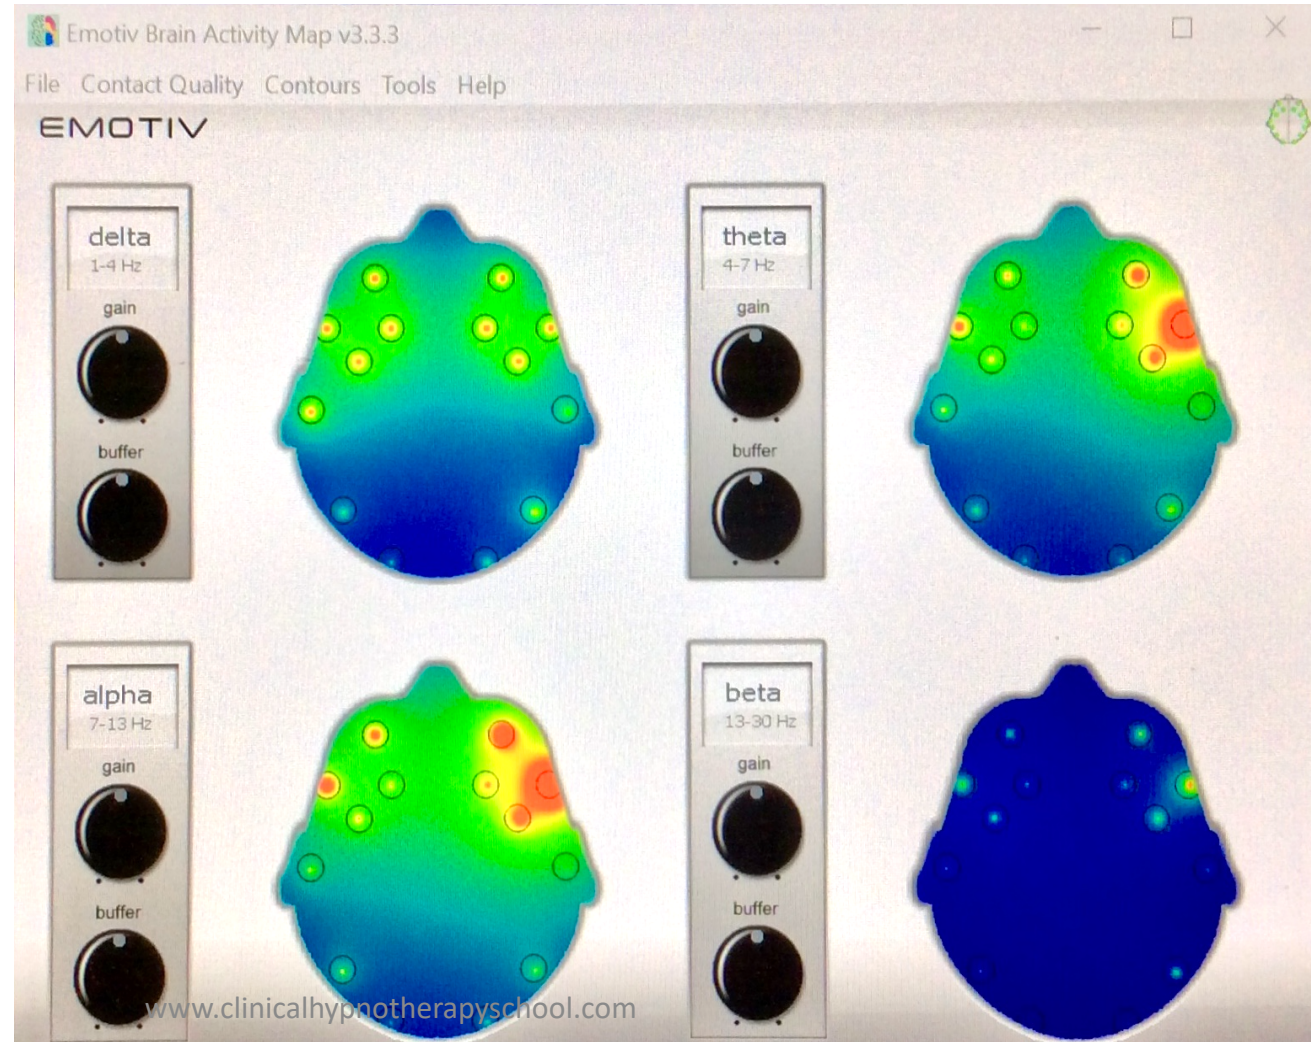 Emotiv Brain Activity Map v3.3.3
File Contact Quality Contours Tools Help
EMOTIV
delta
1-4 Hz
gain
buffer
theta
4-7 Hz
gain
buffer
alpha
7-13 Hz
gain
buffer
beta
13-30 Hz
gain
buffer
www.clinicalhypnotherapyschool.com